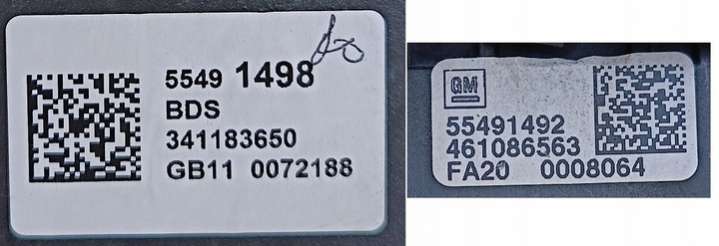 5549 1498
BDS
341183650
GB11 0072188
GM
55491492
461086563
FA20 0008064